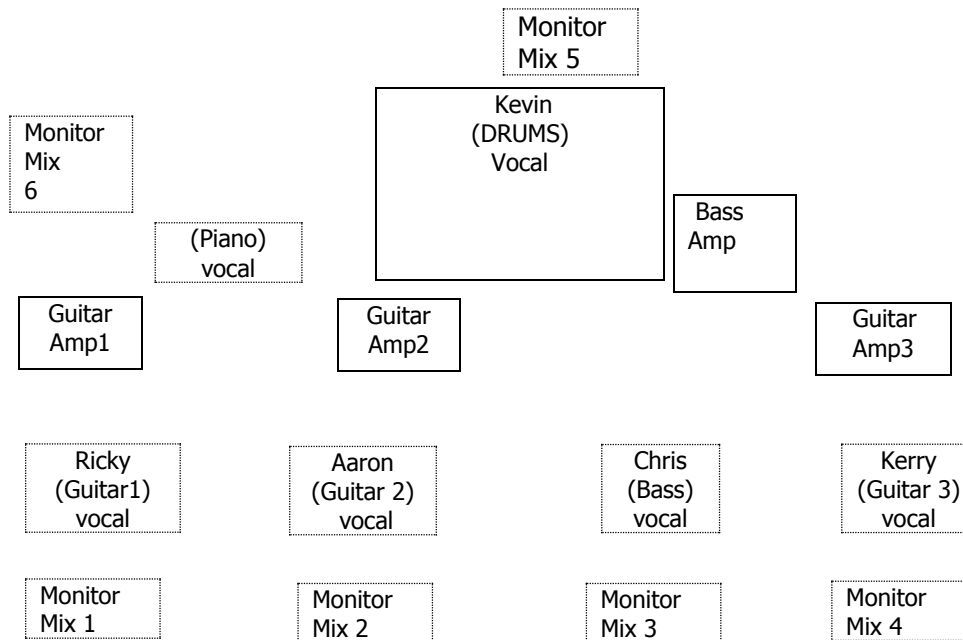 Monitor
Mix 5
Kevin
(DRUMS)
Vocal
Monitor
Mix
6
Bass
Amp
(Piano)
vocal
Guitar
Amp1
Guitar
Amp2
Guitar
Amp3
Ricky
(Guitar1)
vocal
Aaron
(Guitar 2)
vocal
Chris
(Bass)
vocal
Kerry
(Guitar 3)
vocal
Monitor
Mix 1
Monitor
Mix 2
Monitor
Mix 3
Monitor
Mix 4